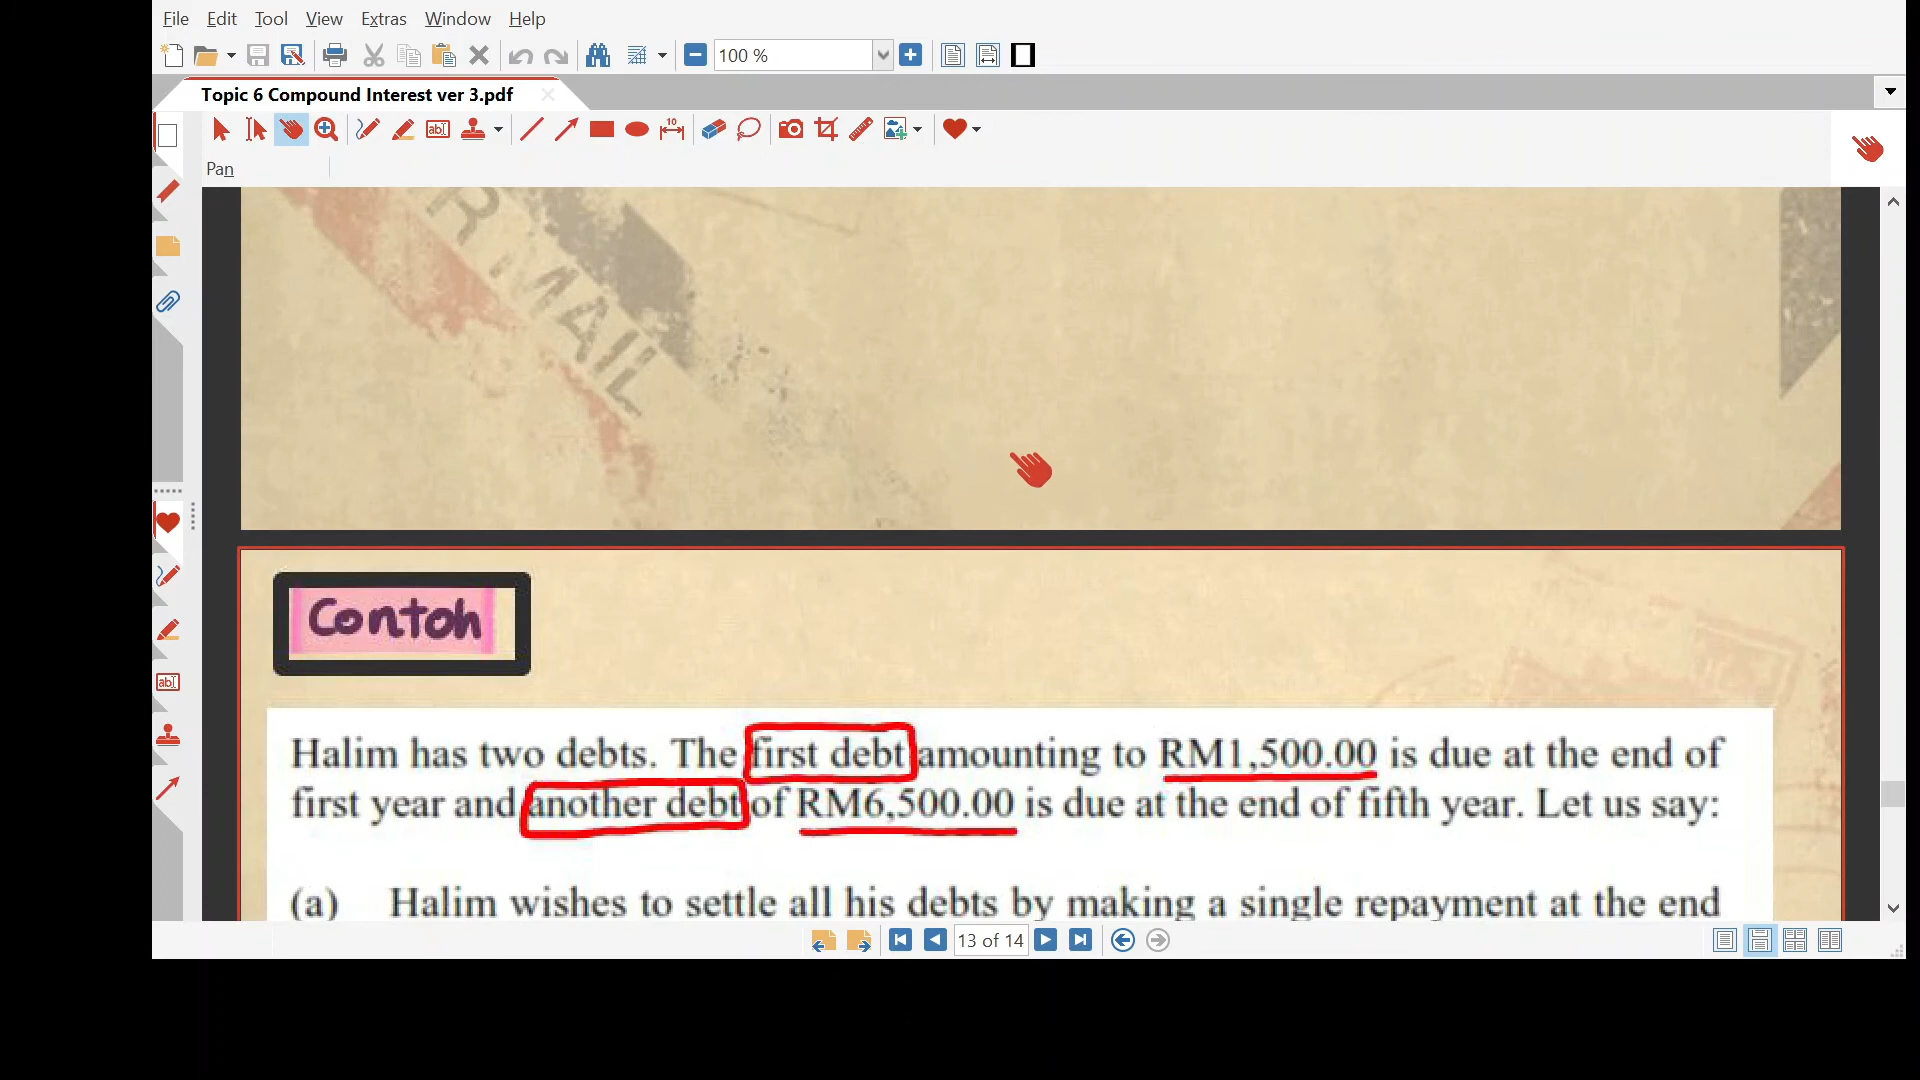 File Edit Tool View Extras Window Help
100 %
Topic 6 Compound Interest ver 3.pdf
Pan
R MAIL
Contoh
Halim has two debts. The first debt amounting to RM1,500.00 is due at the end of
first year and another debt of RM6,500.00 is due at the end of fifth year. Let us say:
(a) Halim wishes to settle all his debts by making a single repayment at the end
13 of 14